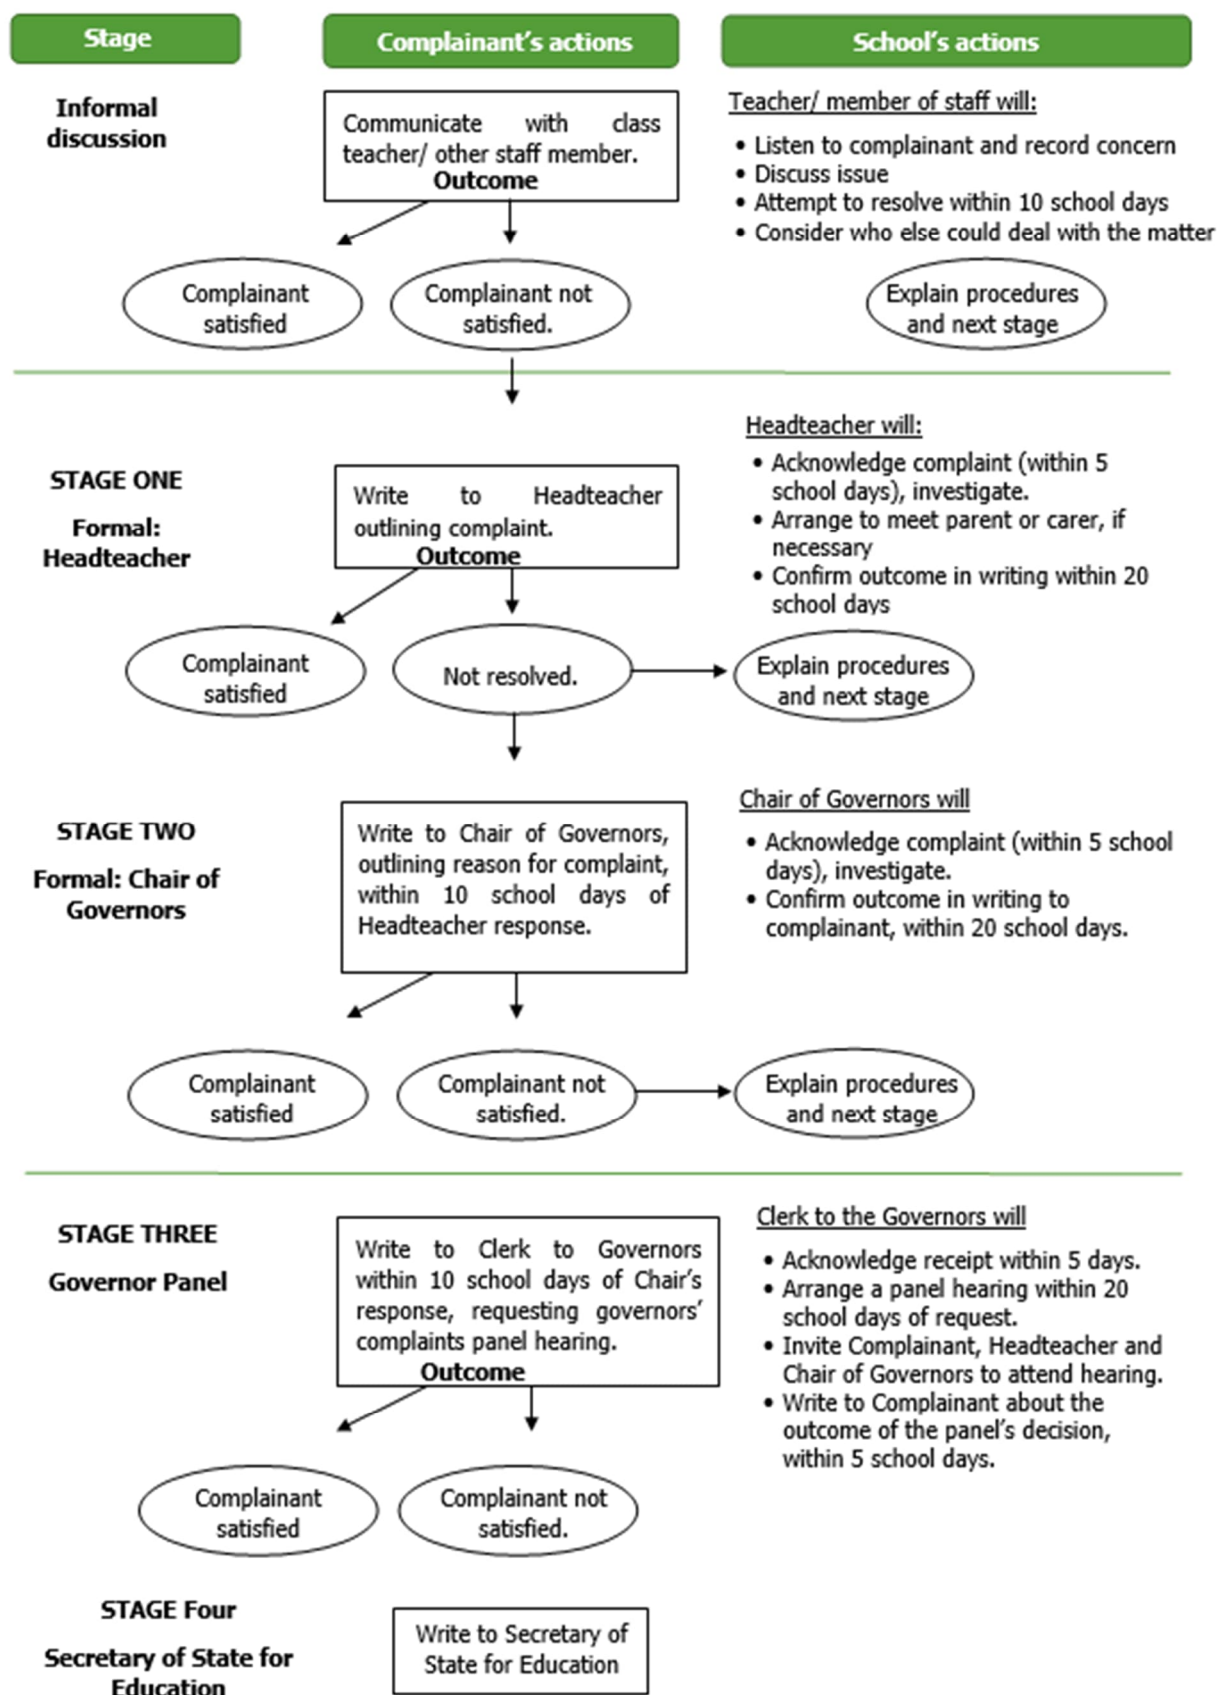 Stage
Complainant's actions
School's actions
Informal
discussion
Communicate with class
teacher/ other staff member.
Outcome
Teacher/ member of staff will:
• Listen to complainant and record concern
• Discuss issue
• Attempt to resolve within 10 school days
• Consider who else could deal with the matter
Complainant
satisfied
Complainant not
satisfied.
Explain procedures
and next stage
STAGE ONE
Formal:
Headteacher
Write to Headteacher
outlining complaint.
Outcome
Headteacher will:
• Acknowledge complaint (within 5
school days), investigate.
• Arrange to meet parent or carer, if
necessary
• Confirm outcome in writing within 20
school days
Complainant
satisfied
Not resolved.
Explain procedures
and next stage
STAGE TWO
Formal: Chair of
Governors
Write to Chair of Governors,
outlining reason for complaint,
within 10 school days of
Headteacher response.
Chair of Governors will
• Acknowledge complaint (within 5 school
days), investigate.
• Confirm outcome in writing to
complainant, within 20 school days.
Complainant
satisfied
Complainant not
satisfied.
Explain procedures
and next stage
STAGE THREE
Governor Panel
Write to Clerk to Governors
within 10 school days of Chair's
response, requesting governors'
complaints panel hearing.
Outcome
Clerk to the Governors will
• Acknowledge receipt within 5 days.
• Arrange a panel hearing within 20
school days of request.
• Invite Complainant, Headteacher and
Chair of Governors to attend hearing.
• Write to Complainant about the
outcome of the panel's decision,
within 5 school days.
Complainant
satisfied
Complainant not
satisfied.
STAGE Four
Secretary of State for
Education
Write to Secretary of
State for Education